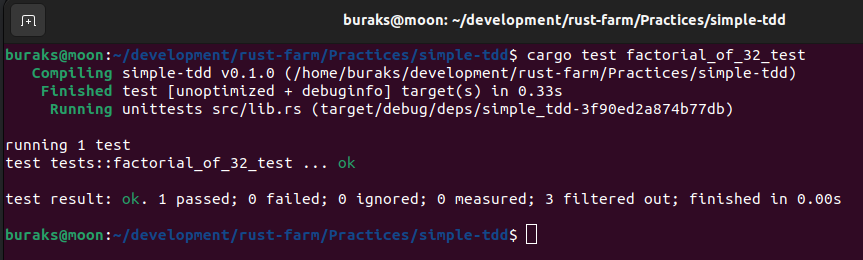 buraks@moon: ~/development/rust-farm/Practices/simple-tdd
buraks@moon:~/development/rust-farm/Practices/simple-tdd$ cargo test factorial_of_32_test
Compiling simple-tdd v0.1.0 (/home/buraks/development/rust-farm/Practices/simple-tdd)
Finished test [unoptimized + debuginfo] target(s) in 0.33s
Running unittests src/lib.rs (target/debug/deps/simple_tdd-3f90ed2a874b77db)
running 1 test
test tests::factorial_of_32_test ... ok
test result: ok. 1 passed; 0 failed; 0 ignored; 0 measured; 3 filtered out; finished in 0.00s
buraks@moon:~/development/rust-farm/Practices/simple-tdd$